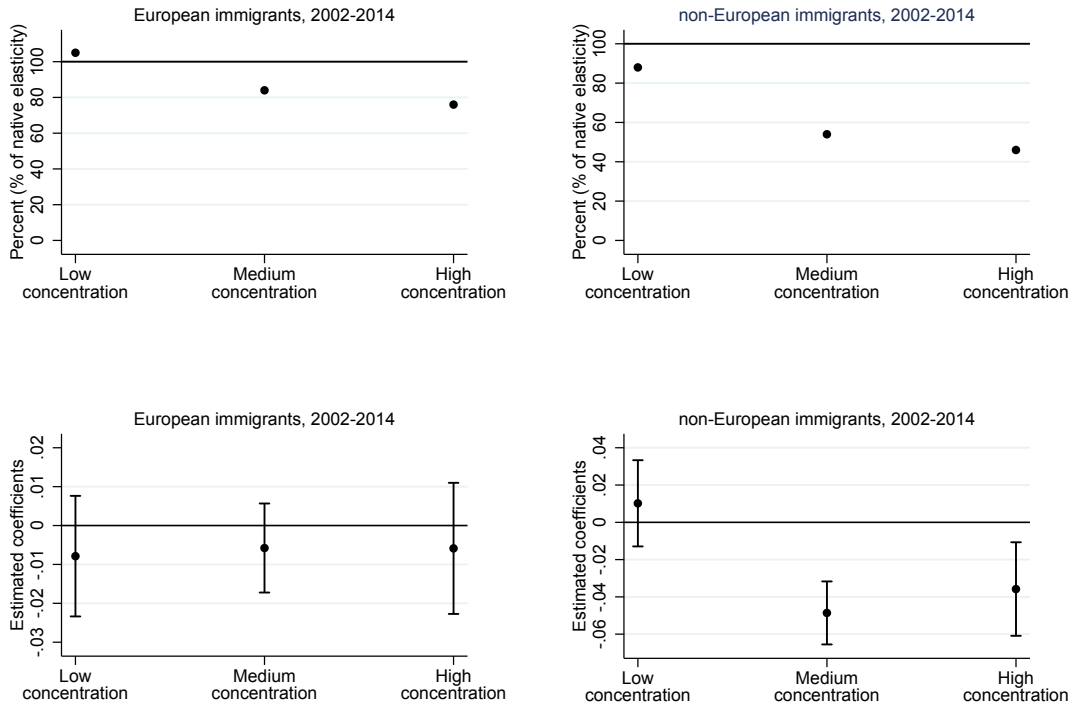 European immigrants, 2002-2014
Percent (% of native elasticity)
100
80
60
40
20
0
Low
concentration
Medium
concentration
High
concentration
non-European immigrants, 2002-2014
Percent (% of native elasticity)
100
80
60
40
20
0
Low
concentration
Medium
concentration
High
concentration
European immigrants, 2002-2014
Estimated coefficients
.02
.01
0
-.01
-.02
-.03
Low
concentration
Medium
concentration
High
concentration
non-European immigrants, 2002-2014
Estimated coefficients
.04
.02
0
-.02
-.04
-.06
Low
concentration
Medium
concentration
High
concentration